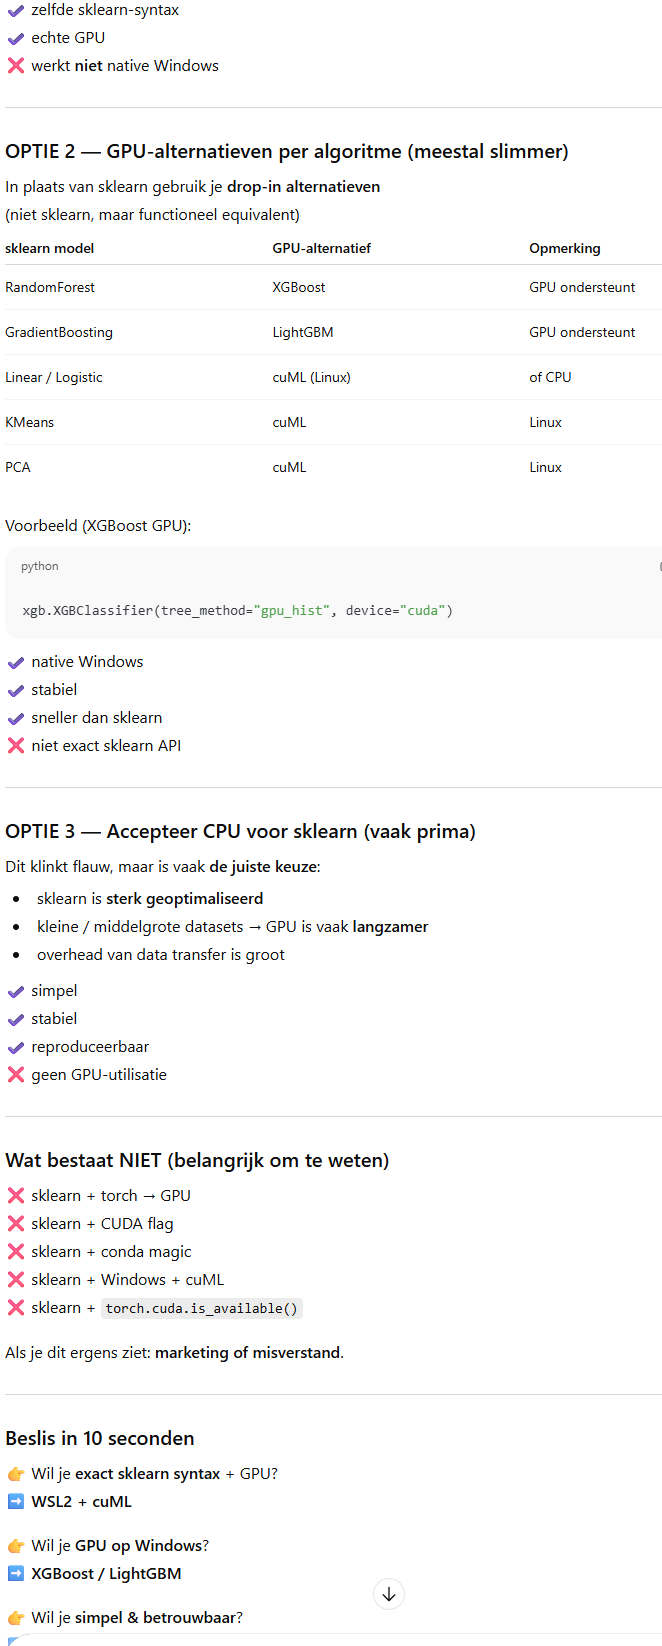 ✔ zelfde sklearn-syntax
✔ echte GPU
❌ werkt niet native Windows
OPTIE 2 — GPU-alternatieven per algoritme (meestal slimmer)
In plaats van sklearn gebruik je drop-in alternatieven
(niet sklearn, maar functioneel equivalent)
sklearn model GPU-alternatief Opmerking
RandomForest XGBoost GPU ondersteunt
GradientBoosting LightGBM GPU ondersteunt
Linear / Logistic cuML (Linux) of CPU
KMeans cuML Linux
PCA cuML Linux
Voorbeeld (XGBoost GPU):
python
xgb.XGBClassifier(tree_method="gpu_hist", device="cuda")
✔ native Windows
✔ stabiel
✔ sneller dan sklearn
❌ niet exact sklearn API
OPTIE 3 — Accepteer CPU voor sklearn (vaak prima)
Dit klinkt flauw, maar is vaak de juiste keuze:
• sklearn is sterk geoptimaliseerd
• kleine / middelgrote datasets → GPU is vaak langzamer
• overhead van data transfer is groot
✔ simpel
✔ stabiel
✔ reproduceerbaar
❌ geen GPU-utilisatie
Wat bestaat NIET (belangrijk om te weten)
❌ sklearn + torch → GPU
❌ sklearn + CUDA flag
❌ sklearn + conda magic
❌ sklearn + Windows + cuML
❌ sklearn + torch.cuda.is_available()
Als je dit ergens ziet: marketing of misverstand.
Beslis in 10 seconden
👉 Wil je exact sklearn syntax + GPU?
➡ WSL2 + cuML
👉 Wil je GPU op Windows?
➡ XGBoost / LightGBM
👉 Wil je simpel & betrouwbaar?